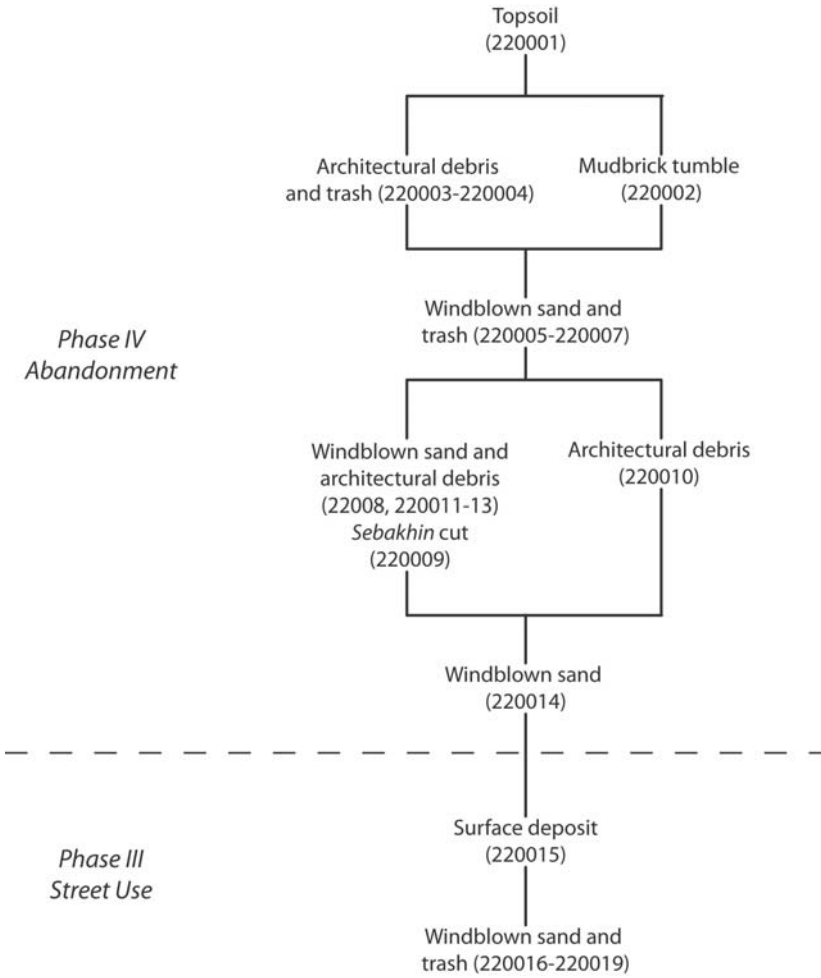 Topsoil
(220001)
Architectural debris
and trash (220003-220004)
Mudbrick tumble
(220002)
Windblown sand and
trash (220005-220007)
Phase IV
Abandonment
Windblown sand and
architectural debris
(22008, 220011-13)
Sebakhin cut
(220009)
Architectural debris
(220010)
Windblown sand
(220014)
Surface deposit
(220015)
Phase III
Street Use
Windblown sand and
trash (220016-220019)